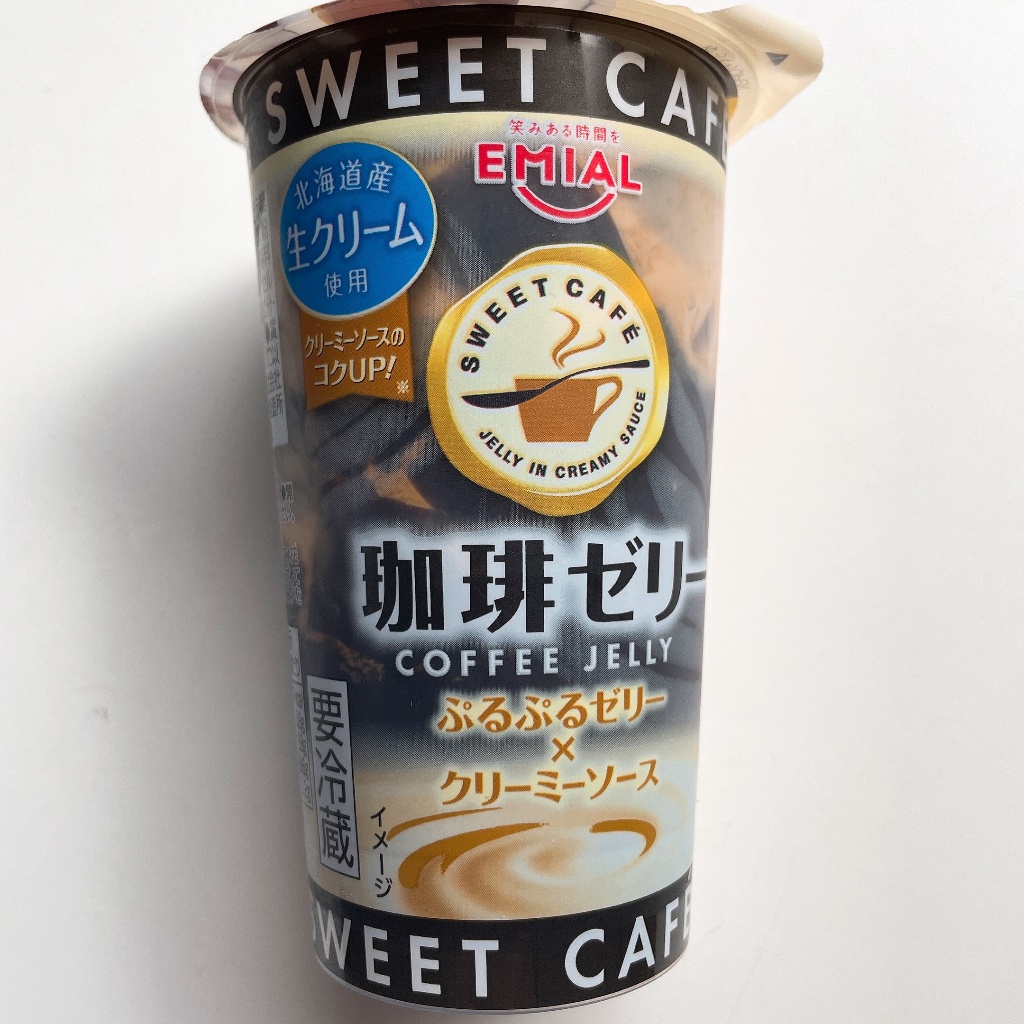 SWEET CAFÉ
笑みある時間を
EMIAL
北海道産
生クリーム
使用
クリーミーソースの
コクUP!
※
SWEET CAFÉ
JELLY IN CREAMY SAUCE
珈琲ゼリー
COFFEE JELLY
ぷるぷるゼリー
×
クリーミーソース
要冷蔵
イメージ
SWEET CAFÉ